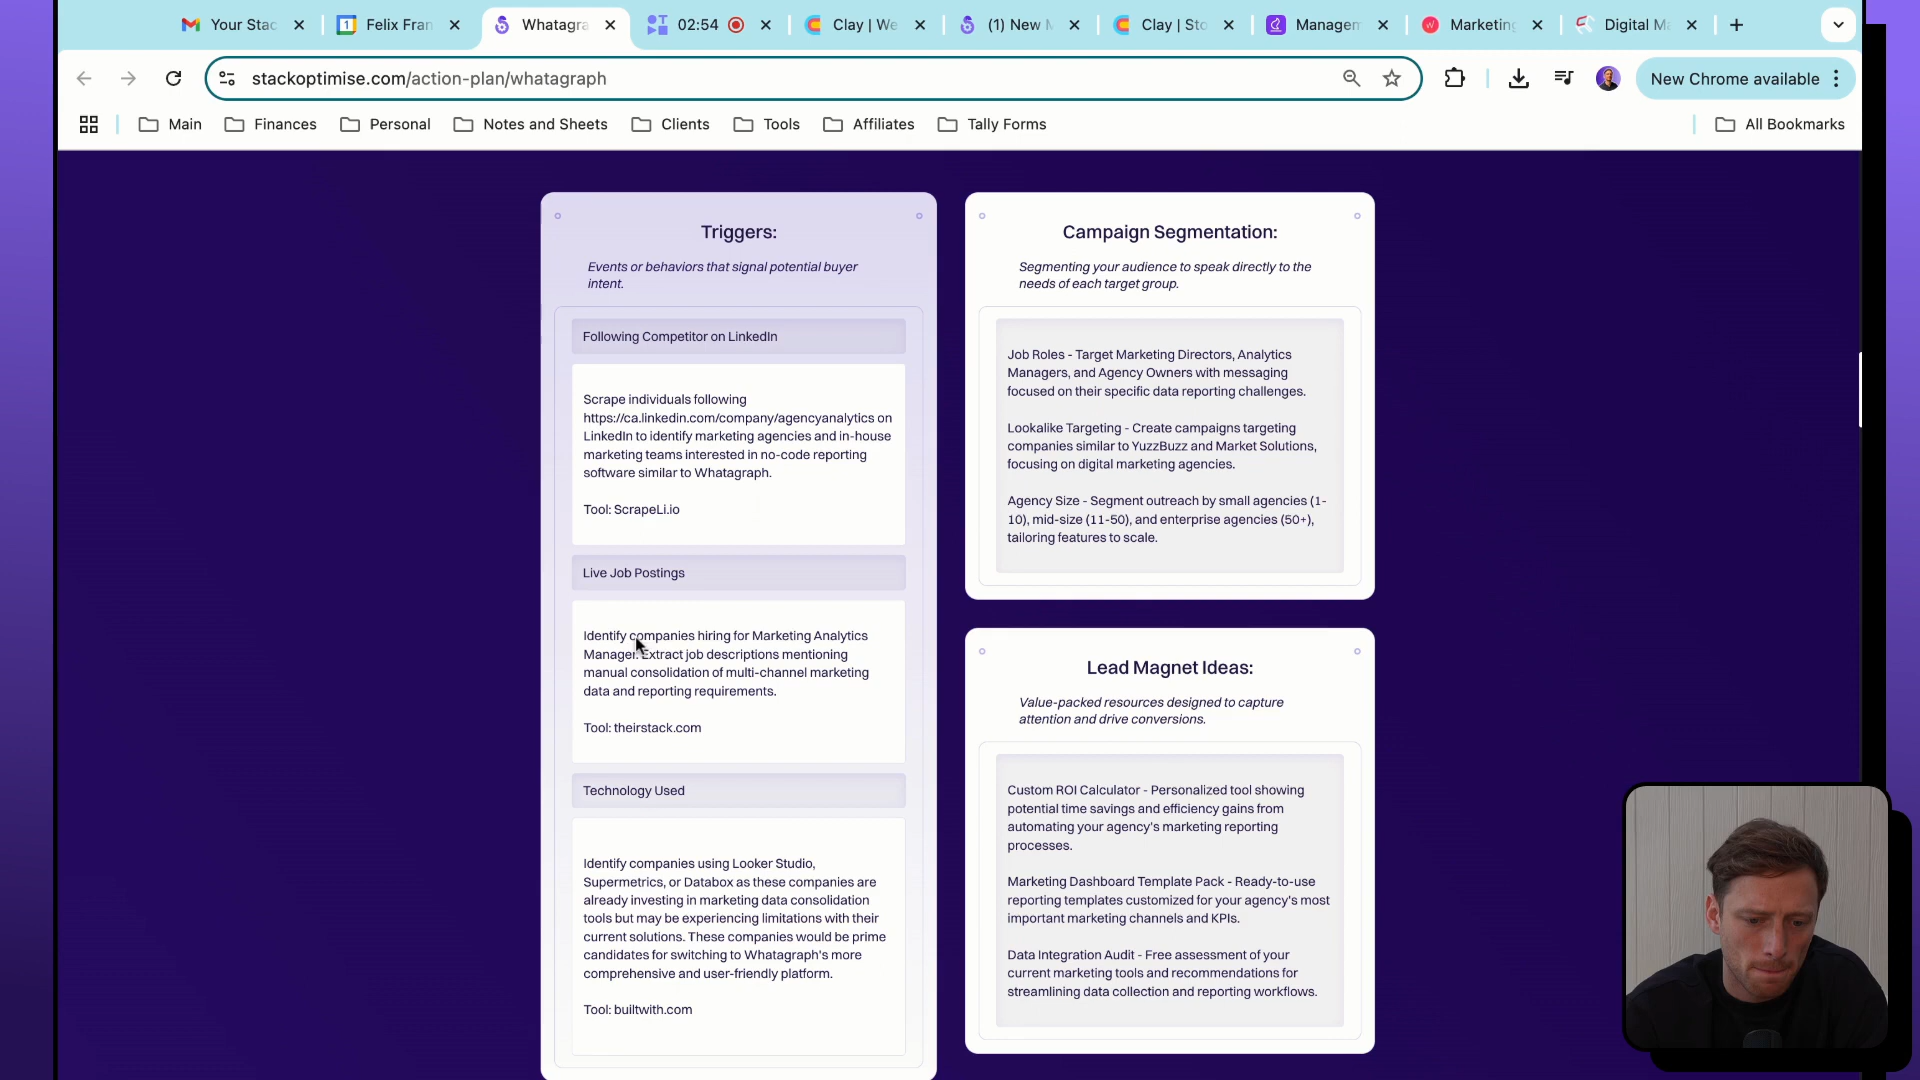 Your Stac
Felix Fran
Whatagra
02:54
Clay | We
(1) New M
Clay | Sto
Managem
Marketing
Digital Ma
stackoptimise.com/action-plan/whatagraph
New Chrome available
Main
Finances
Personal
Notes and Sheets
Clients
Tools
Affiliates
Tally Forms
All Bookmarks
Triggers:
Events or behaviors that signal potential buyer
intent.
Following Competitor on LinkedIn
Scrape individuals following
https://ca.linkedin.com/company/agencyanalytics on
LinkedIn to identify marketing agencies and in-house
marketing teams interested in no-code reporting
software similar to Whatagraph.
Tool: ScrapeLi.io
Live Job Postings
Identify companies hiring for Marketing Analytics
Manager. Extract job descriptions mentioning
manual consolidation of multi-channel marketing
data and reporting requirements.
Tool: theirstack.com
Technology Used
Identify companies using Looker Studio,
Supermetrics, or Databox as these companies are
already investing in marketing data consolidation
tools but may be experiencing limitations with their
current solutions. These companies would be prime
candidates for switching to Whatagraph's more
comprehensive and user-friendly platform.
Tool: builtwith.com
Campaign Segmentation:
Segmenting your audience to speak directly to the
needs of each target group.
Job Roles - Target Marketing Directors, Analytics
Managers, and Agency Owners with messaging
focused on their specific data reporting challenges.
Lookalike Targeting - Create campaigns targeting
companies similar to YuzzBuzz and Market Solutions,
focusing on digital marketing agencies.
Agency Size - Segment outreach by small agencies (1-
10), mid-size (11-50), and enterprise agencies (50+),
tailoring features to scale.
Lead Magnet Ideas:
Value-packed resources designed to capture
attention and drive conversions.
Custom ROI Calculator - Personalized tool showing
potential time savings and efficiency gains from
automating your agency's marketing reporting
processes.
Marketing Dashboard Template Pack - Ready-to-use
reporting templates customized for your agency's most
important marketing channels and KPIs.
Data Integration Audit - Free assessment of your
current marketing tools and recommendations for
streamlining data collection and reporting workflows.